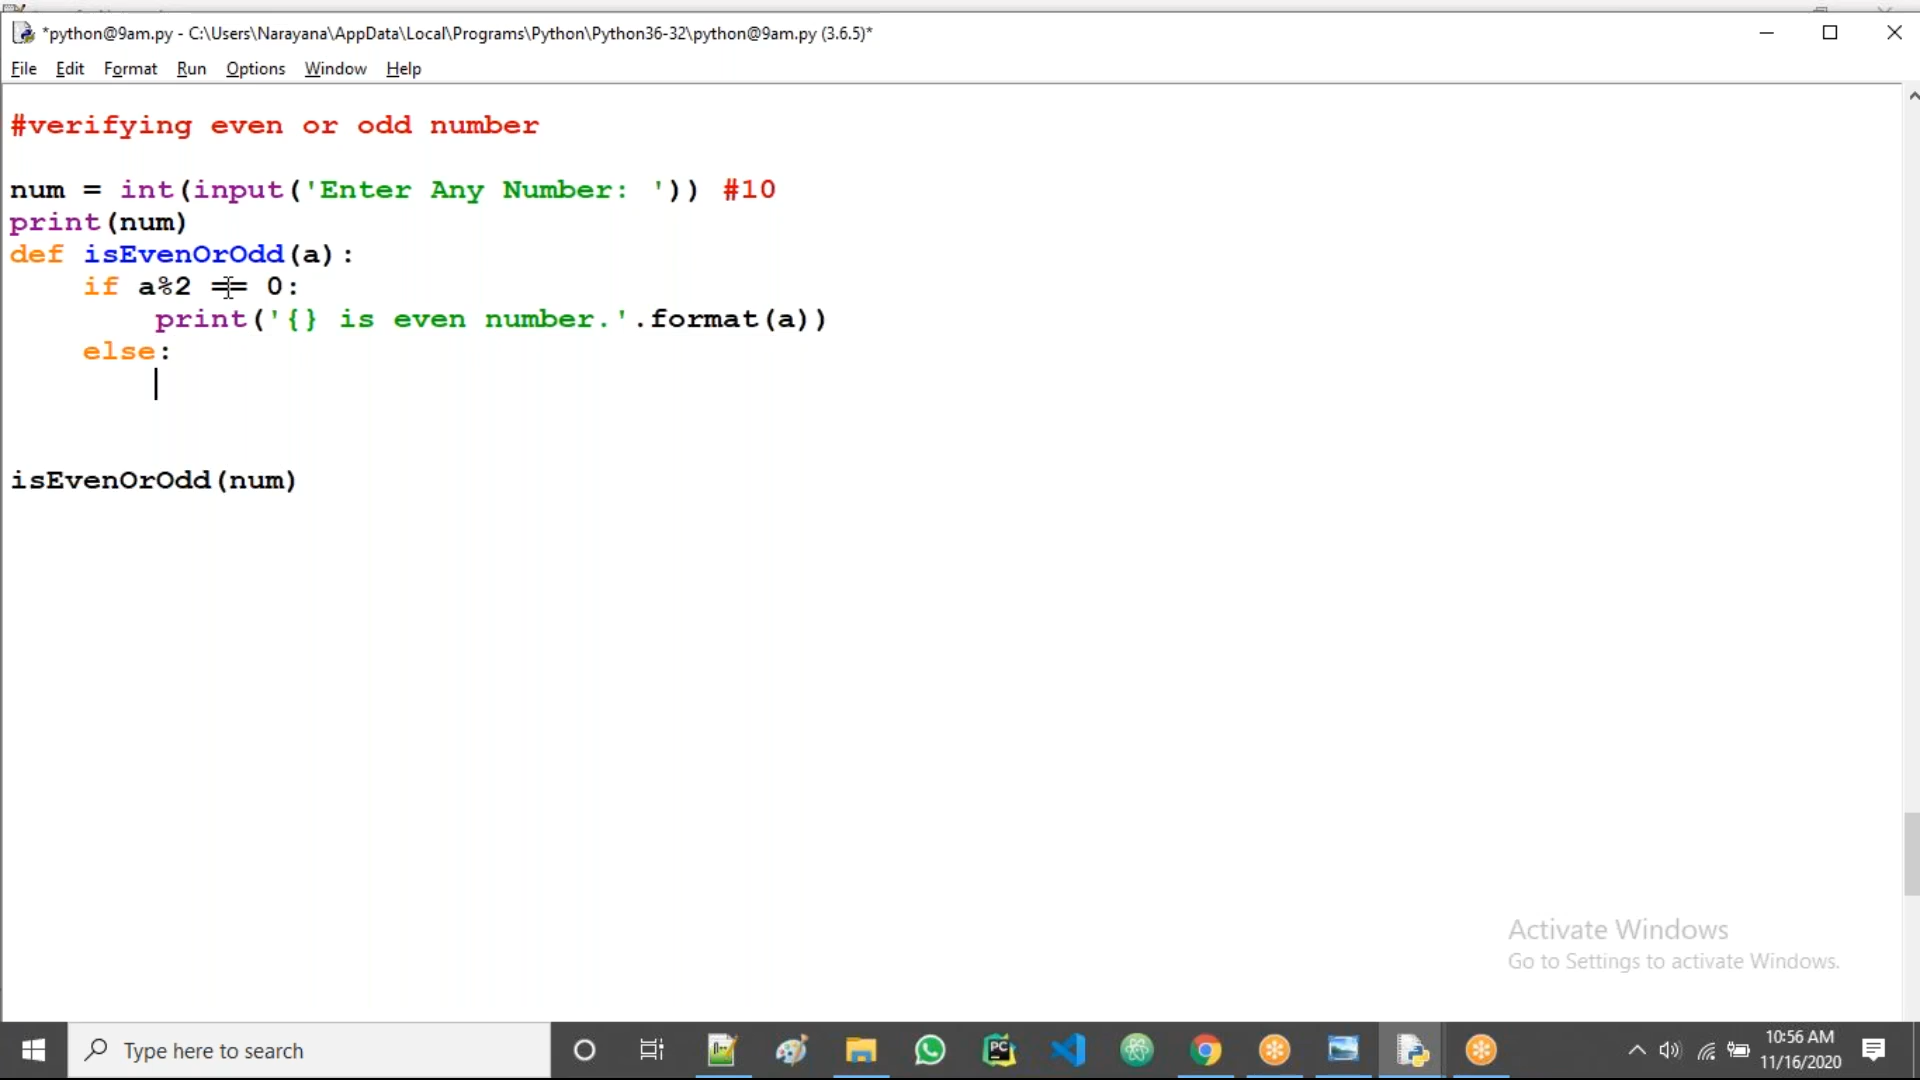 *python@9am.py - C:\Users\Narayana\AppData\Local\Programs\Python\Python36-32\python@9am.py (3.6.5)*
File Edit Format Run Options Window Help
#verifying even or odd number
num = int(input('Enter Any Number: ')) #10
print(num)
def isEvenOrOdd(a):
    if a%2 == 0:
        print('{} is even number.'.format(a))
    else:
isEvenOrOdd(num)
Activate Windows
Go to Settings to activate Windows.
Type here to search
10:56 AM
11/16/2020